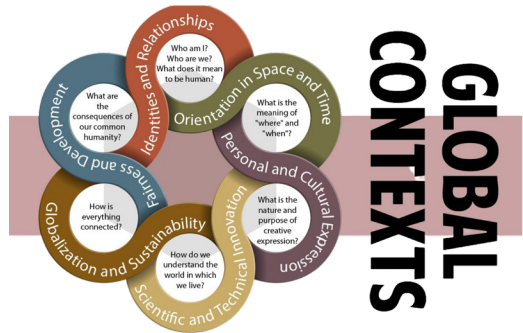 Identities and Relationships
Who am I?
Who are we?
What does it mean
to be human?
Orientation in Space and Time
What is the
meaning of
"where" and
"when"?
Personal and Cultural Expression
What is the
nature and
purpose of
creative
expression?
Scientific and Technical Innovation
How do we
understand the
world in which
we live?
Globalization and Sustainability
How is
everything
connected?
Fairness and Development
What are
the
consequences of
our common
humanity?
GLOBAL
CONTEXTS